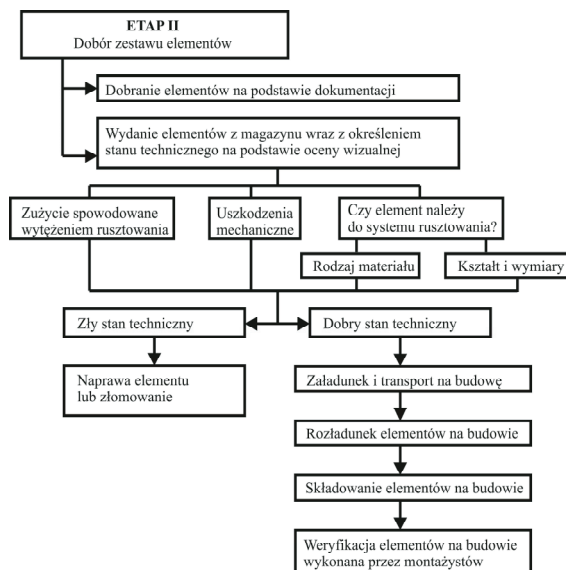 ETAP II
Dobór zestawu elementów
Dobranie elementów na podstawie dokumentacji
Wydanie elementów z magazynu wraz z określeniem
stanu technicznego na podstawie oceny wizualnej
Zużycie spowodowane
wytężeniem rusztowania
Uszkodzenia
mechaniczne
Czy element należy
do systemu rusztowania?
Rodzaj materiału
Kształt i wymiary
Zły stan techniczny
Dobry stan techniczny
Naprawa elementu
lub złomowanie
Załadunek i transport na budowę
Rozładunek elementów na budowie
Składowanie elementów na budowie
Weryfikacja elementów na budowie
wykonana przez montażystów